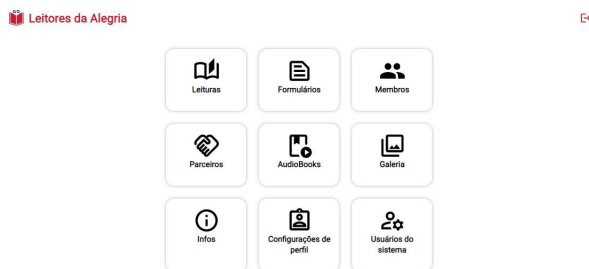 Leitores da Alegria
Leituras
Formulários
Membros
Parceiros
AudioBooks
Galeria
Infos
Configurações de
perfil
Usuários do
sistema